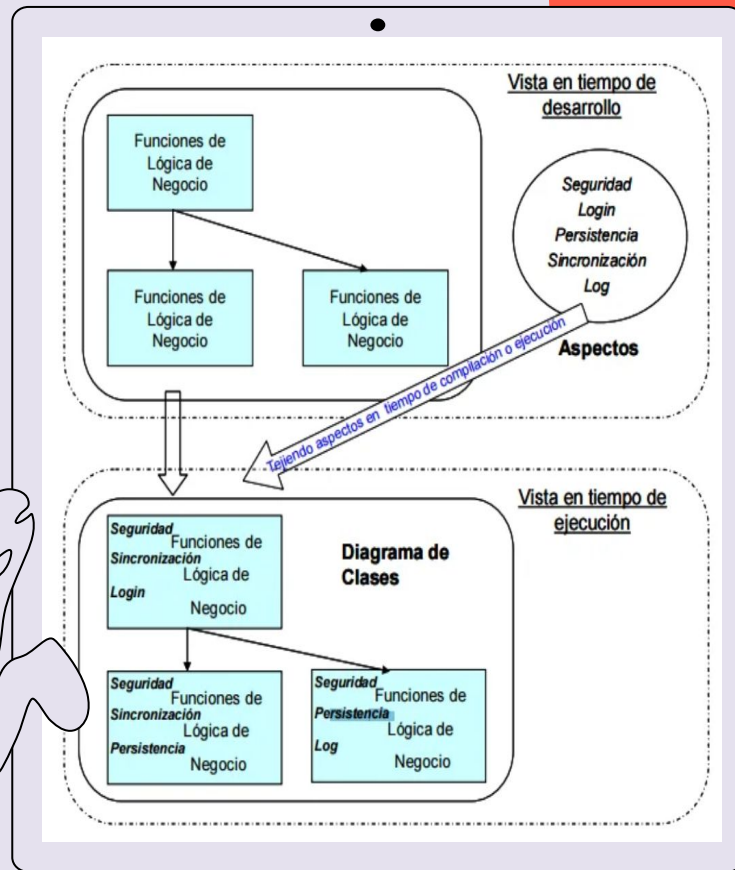 Vista en tiempo de
desarrollo
Funciones de
Lógica de
Negocio
Seguridad
Login
Persistencia
Sincronización
Log
Funciones de
Lógica de
Negocio
Funciones de
Lógica de
Negocio
Aspectos
Tejiendo aspectos en tiempo de compilación o ejecución
Vista en tiempo de
ejecución
Seguridad
Funciones de
Sincronización
Lógica de
Login
Negocio
Diagrama de
Clases
Seguridad
Funciones de
Sincronización
Lógica de
Persistencia
Negocio
Seguridad
Funciones de
Persistencia
Lógica de
Log
Negocio